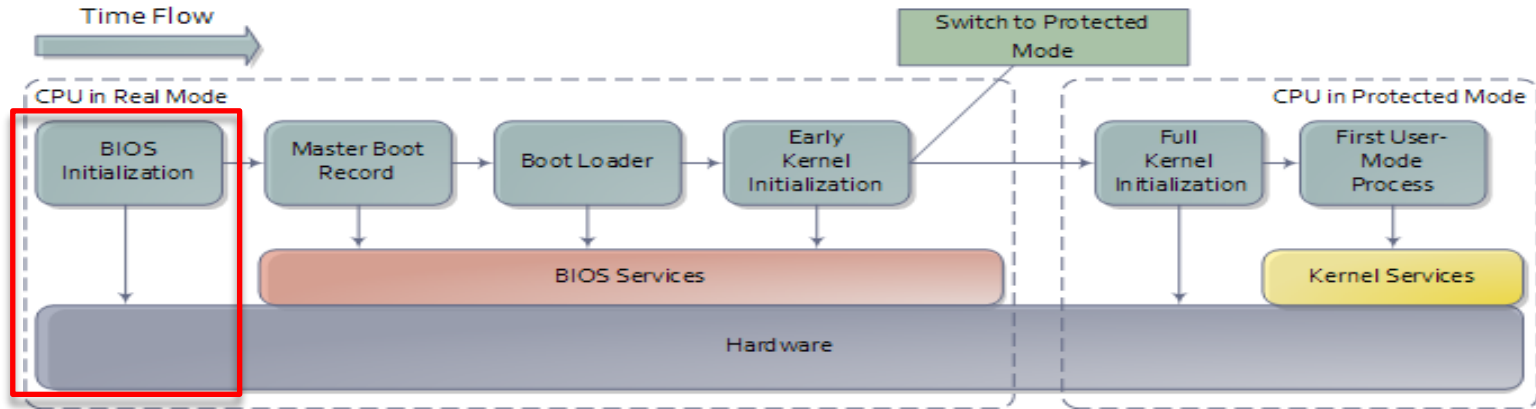 Time Flow
Switch to Protected
Mode
CPU in Real Mode
CPU in Protected Mode
BIOS
Initialization
Master Boot
Record
Boot Loader
Early
Kernel
Initialization
Full
Kernel
Initialization
First User-
Mode
Process
BIOS Services
Kernel Services
Hardware